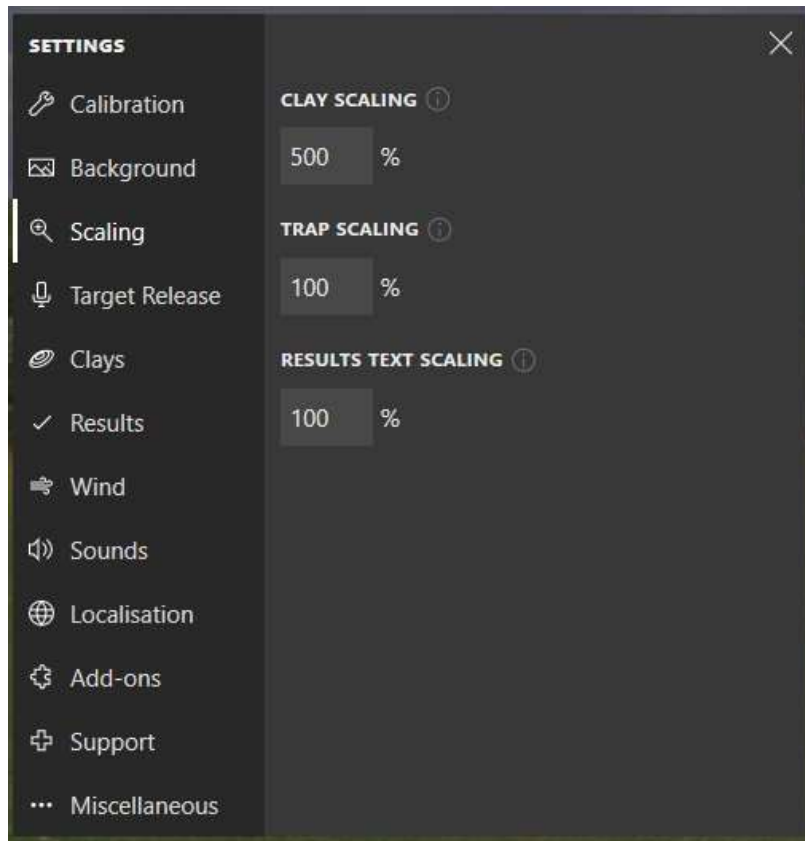 SETTINGS
Calibration
Background
Scaling
Target Release
Clays
Results
Wind
Sounds
Localisation
Add-ons
Support
Miscellaneous
CLAY SCALING
500 %
TRAP SCALING
100 %
RESULTS TEXT SCALING
100 %